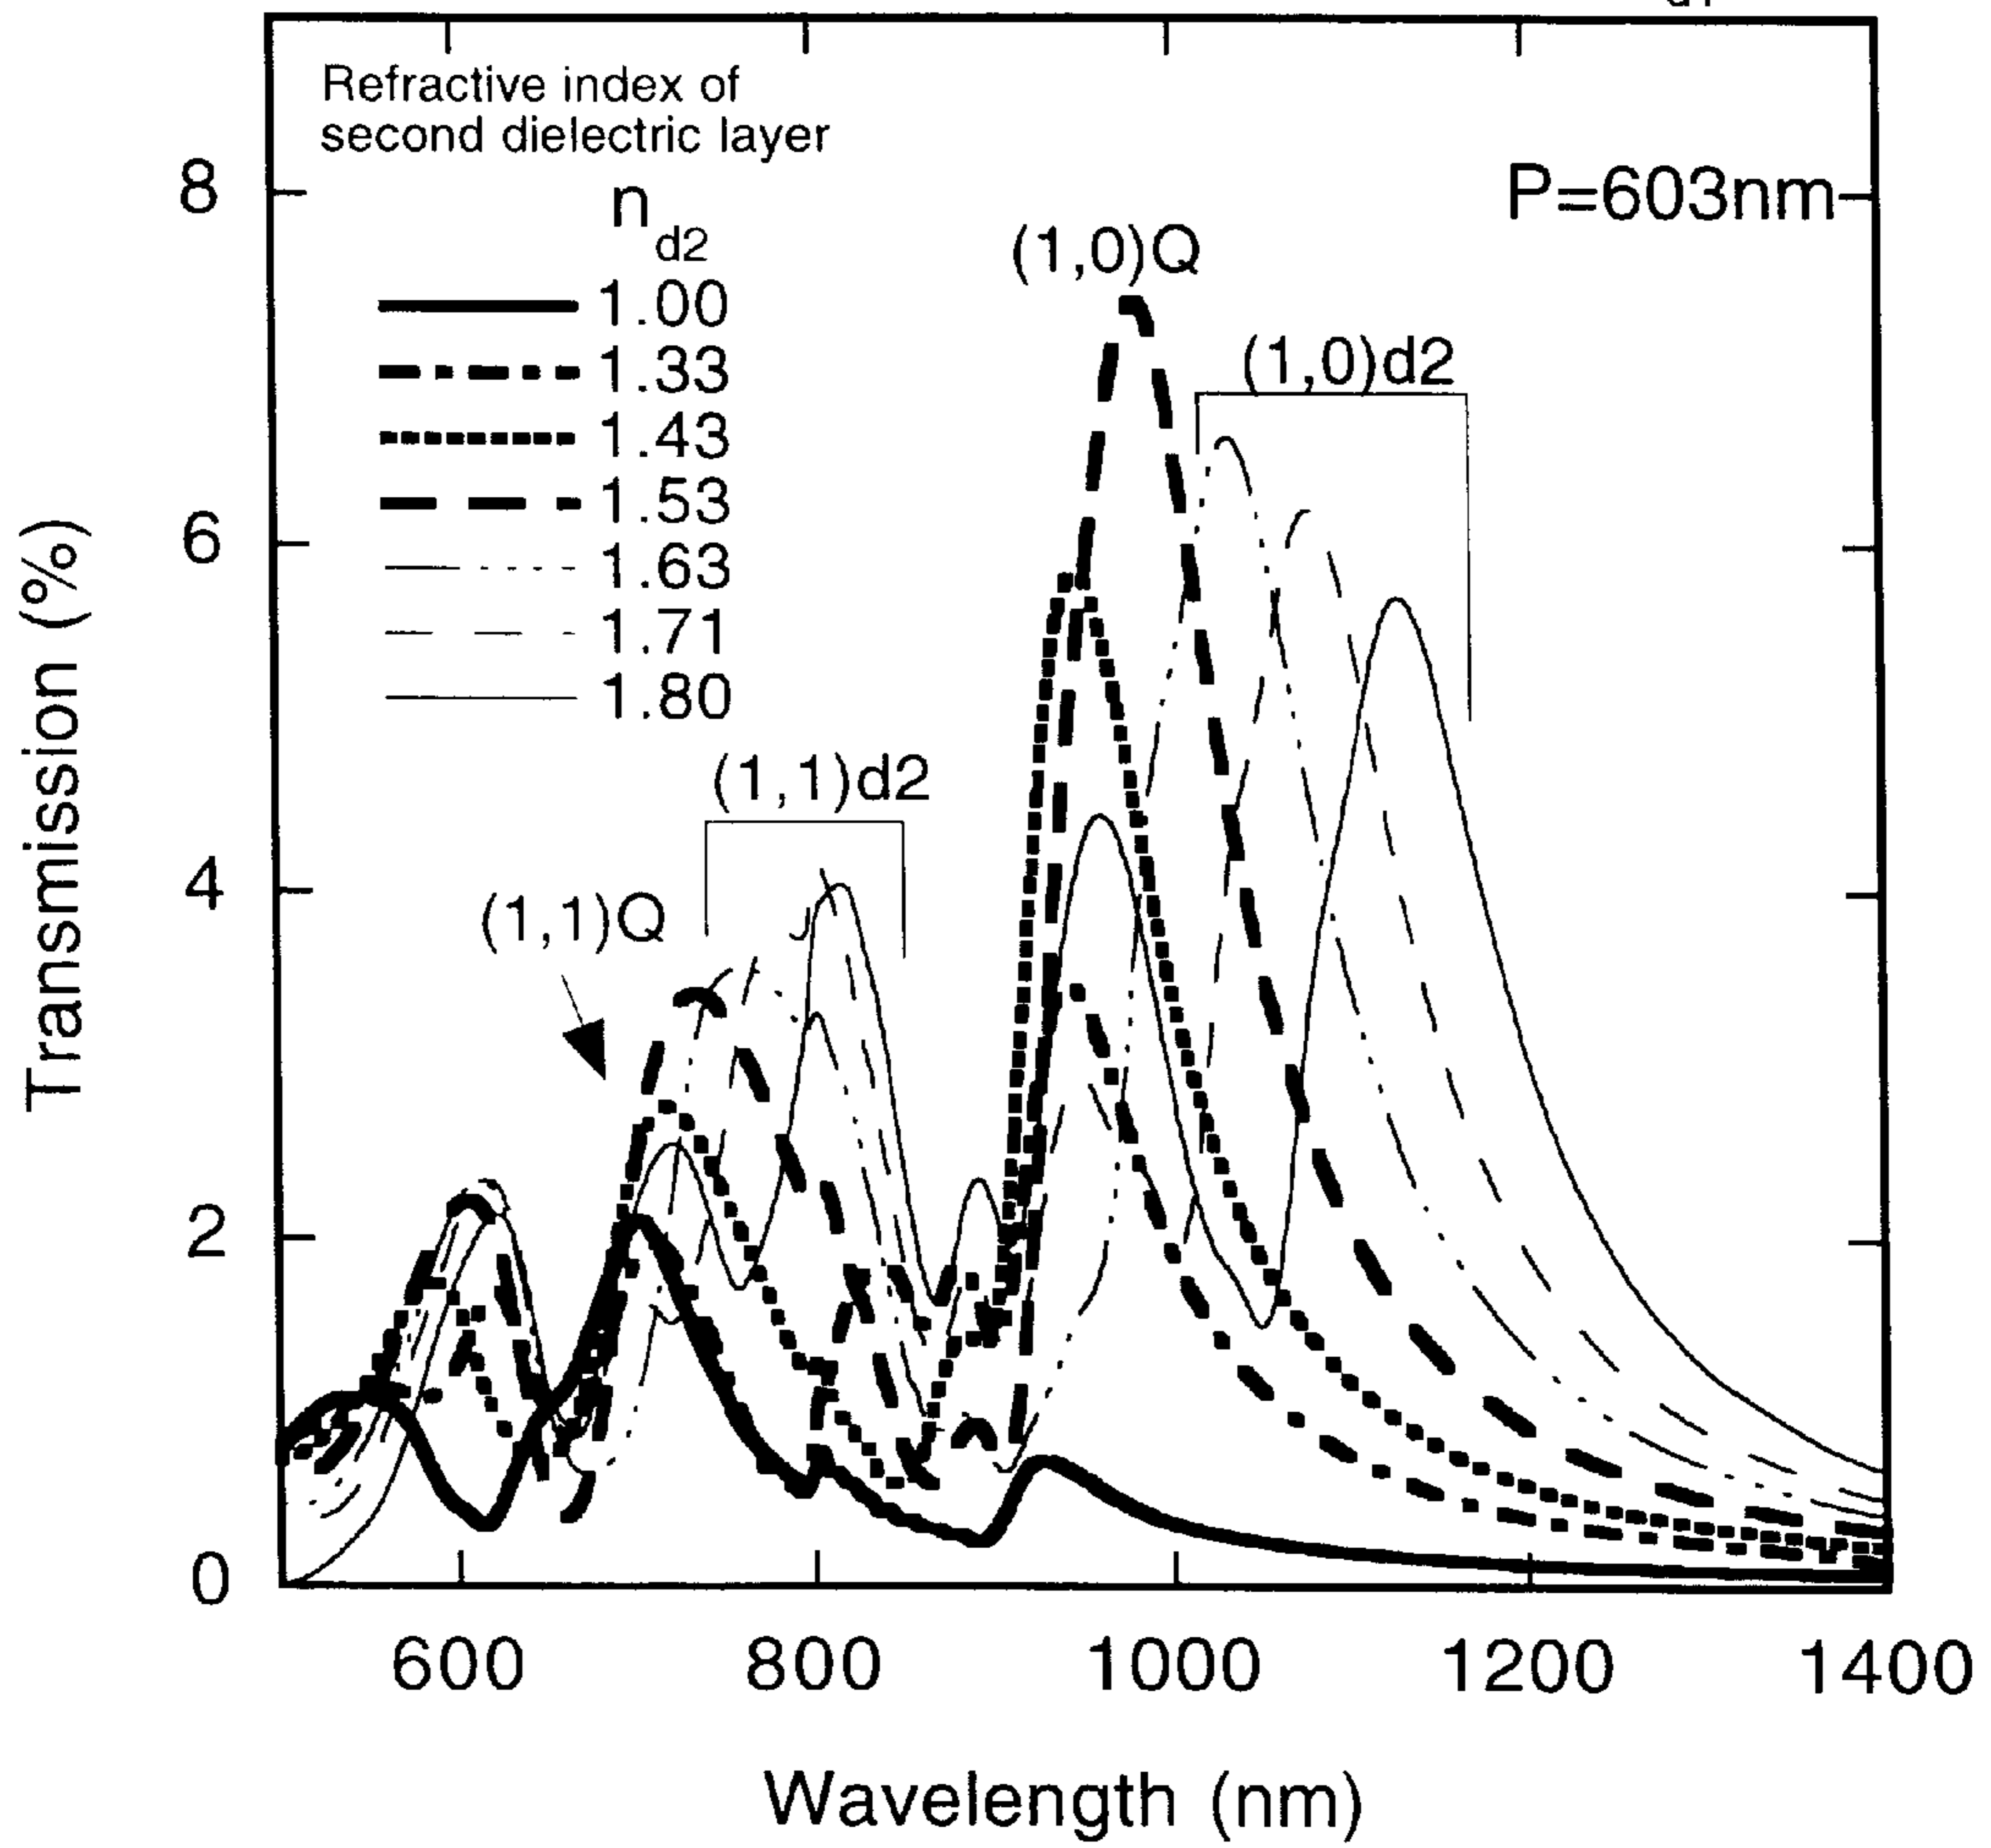 Refractive index of
second dielectric layer
n d2
1.00
1.33
1.43
1.53
1.63
1.71
1.80
P=603nm
(1,0)Q
(1,0)d2
(1,1)d2
(1,1)Q
Transmission (%)
8
6
4
2
0
600 800 1000 1200 1400
Wavelength (nm)